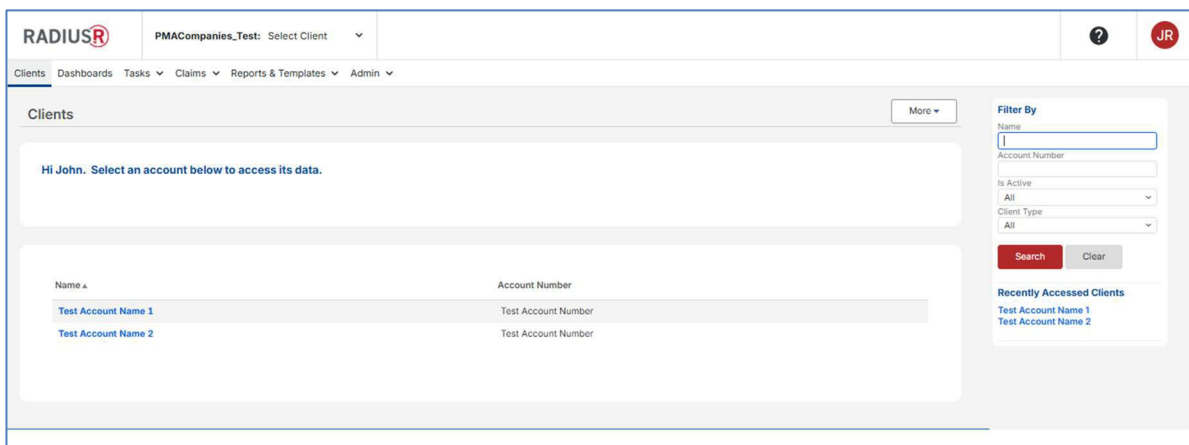 RADIUSR
PMACompanies_Test: Select Client
?
JR
Clients Dashboards Tasks Claims Reports & Templates Admin
Clients
More
Hi John. Select an account below to access its data.
Name Account Number
Test Account Name 1 Test Account Number
Test Account Name 2 Test Account Number
Filter By
Name
Account Number
Is Active
All
Client Type
All
Search Clear
Recently Accessed Clients
Test Account Name 1
Test Account Name 2